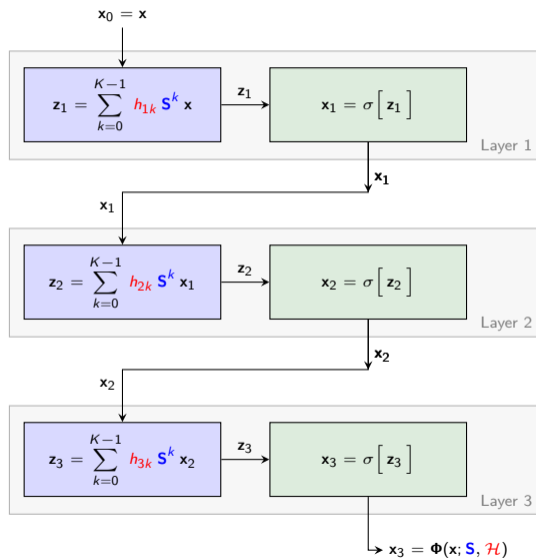 x₀ = x
z₁ = ∑_{k=0}^{K−1} h₁ₖ Sᵏ x
z₁
x₁ = σ[ z₁ ]
Layer 1
x₁
x₁
z₂ = ∑_{k=0}^{K−1} h₂ₖ Sᵏ x₁
z₂
x₂ = σ[ z₂ ]
Layer 2
x₂
x₂
z₃ = ∑_{k=0}^{K−1} h₃ₖ Sᵏ x₂
z₃
x₃ = σ[ z₃ ]
Layer 3
x₃ = Φ(x; S, ℋ)